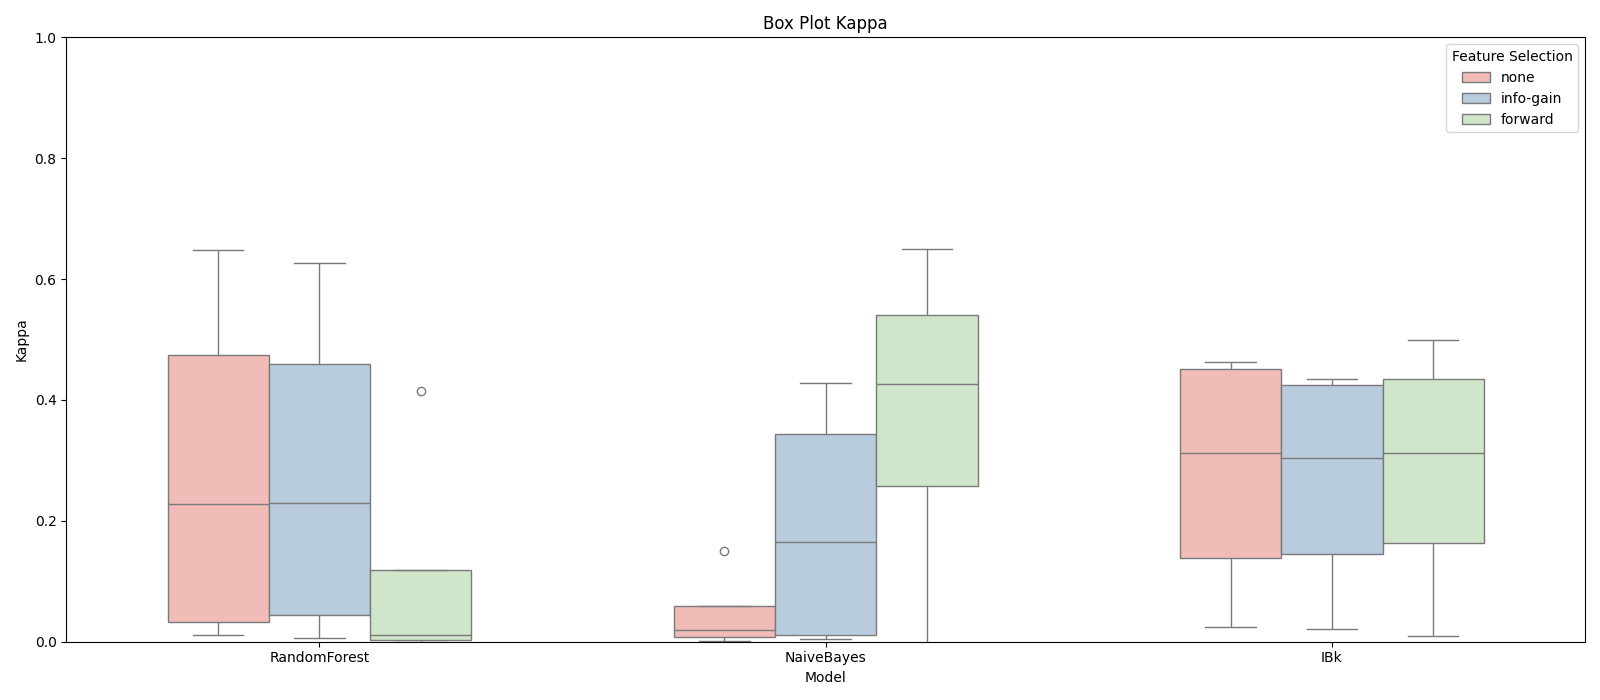 Box Plot Kappa
1.0
0.8
0.6
0.4
0.2
0.0
Kappa
Feature Selection
none
info-gain
forward
RandomForest
NaiveBayes
IBk
Model